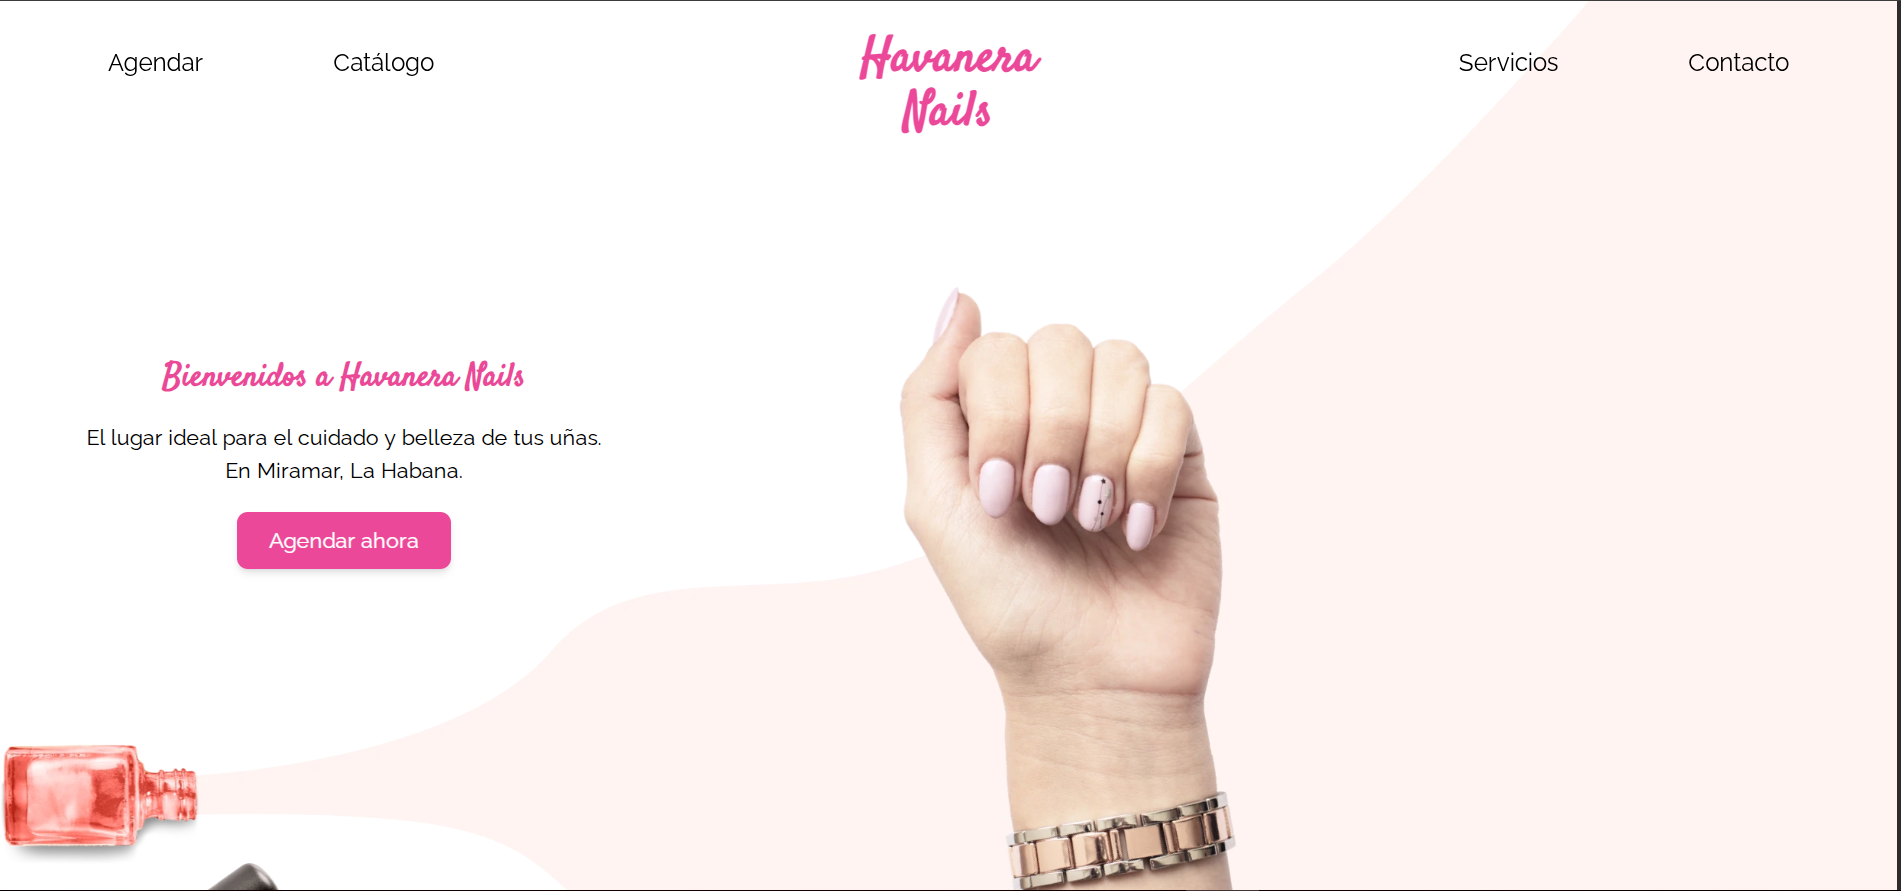 Agendar
Catálogo
Havanera
Nails
Servicios
Contacto
Bienvenidos a Havanera Nails
El lugar ideal para el cuidado y belleza de tus uñas.
En Miramar, La Habana.
Agendar ahora